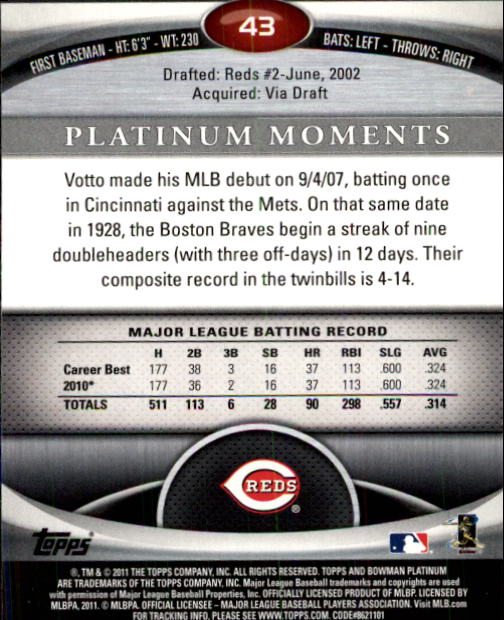 43
FIRST BASEMAN - HT: 6'3" - WT: 230
BATS: LEFT - THROWS: RIGHT
Drafted: Reds #2-June, 2002
Acquired: Via Draft
PLATINUM MOMENTS
Votto made his MLB debut on 9/4/07, batting once
in Cincinnati against the Mets. On that same date
in 1928, the Boston Braves begin a streak of nine
doubleheaders (with three off-days) in 12 days. Their
composite record in the twinbills is 4-14.
MAJOR LEAGUE BATTING RECORD
H 2B 3B SB HR RBI SLG AVG
Career Best 177 38 3 16 37 113 .600 .324
2010* 177 36 2 16 37 113 .600 .324
TOTALS 511 113 6 28 90 298 .557 .314
REDS ®
Topps
®, TM & © 2011 THE TOPPS COMPANY, INC. ALL RIGHTS RESERVED. TOPPS AND BOWMAN PLATINUM
ARE TRADEMARKS OF THE TOPPS COMPANY, INC. Major League Baseball trademarks and copyrights are used
with permission of Major League Baseball Properties, Inc. OFFICIALLY LICENSED PRODUCT OF MLBP. LICENSED BY
MLBPA, 2011. © MLBPA. OFFICIAL LICENSEE – MAJOR LEAGUE BASEBALL PLAYERS ASSOCIATION. Visit MLB.com
FOR TRACKING INFO, PLEASE SEE WWW.TOPPS.COM. CODE#8621101